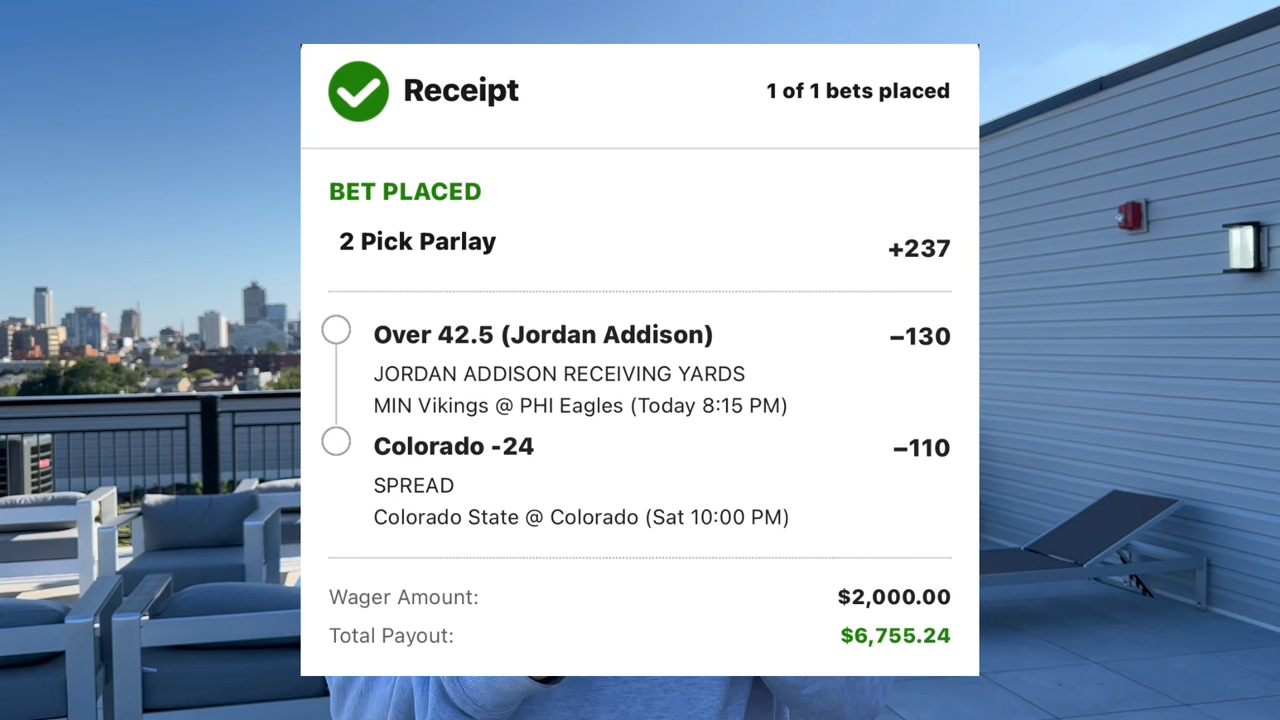 Receipt
1 of 1 bets placed
BET PLACED
2 Pick Parlay
+237
Over 42.5 (Jordan Addison)
−130
JORDAN ADDISON RECEIVING YARDS
MIN Vikings @ PHI Eagles (Today 8:15 PM)
Colorado -24
−110
SPREAD
Colorado State @ Colorado (Sat 10:00 PM)
Wager Amount:
$2,000.00
Total Payout:
$6,755.24